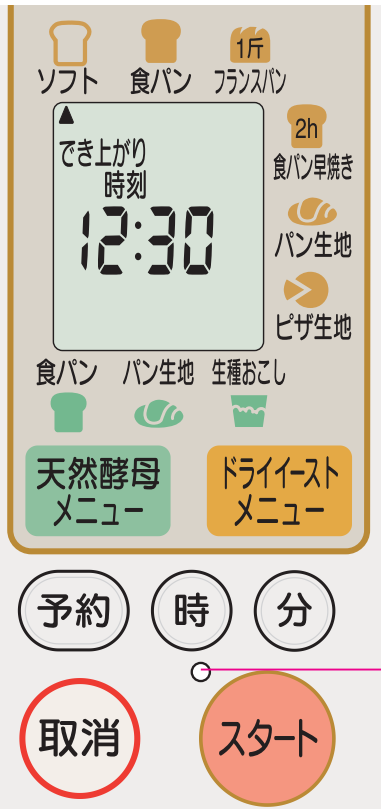 ソフト 食パン フランスパン
1斤
でき上がり
時刻
12:30
2h
食パン早焼き
パン生地
ピザ生地
食パン パン生地 生種おこし
天然酵母
メニュー
ドライイースト
メニュー
予約 時 分
取消 スタート